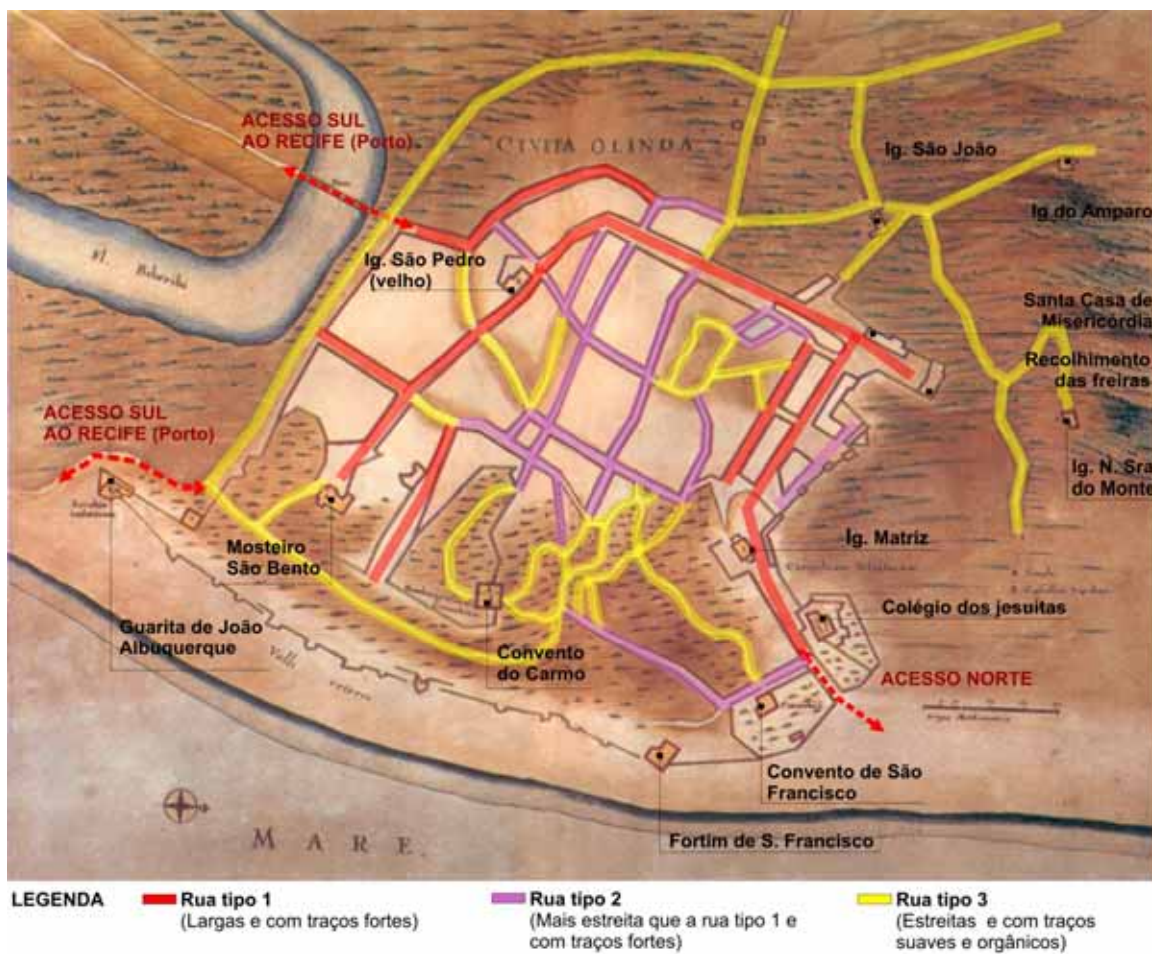 ACESSO SUL
AO RECIFE (Porto)
CIVITA OLINDA
Ig. São João
Ig do Amparo
fl. Biberibi
Ig. São Pedro
(velho)
Santa Casa de
Misericórdia
Recolhimento
das freiras
ACESSO SUL
AO RECIFE (Porto)
Ig. N. Sra
do Monte
Mosteiro
São Bento
Ig. Matriz
Colégio dos jesuitas
Guarita de João
Albuquerque
Convento
do Carmo
ACESSO NORTE
Convento de São
Francisco
Fortim de S. Francisco
MARE.
LEGENDA
Rua tipo 1
(Largas e com traços fortes)
Rua tipo 2
(Mais estreita que a rua tipo 1 e
com traços fortes)
Rua tipo 3
(Estreitas e com traços
suaves e orgânicos)